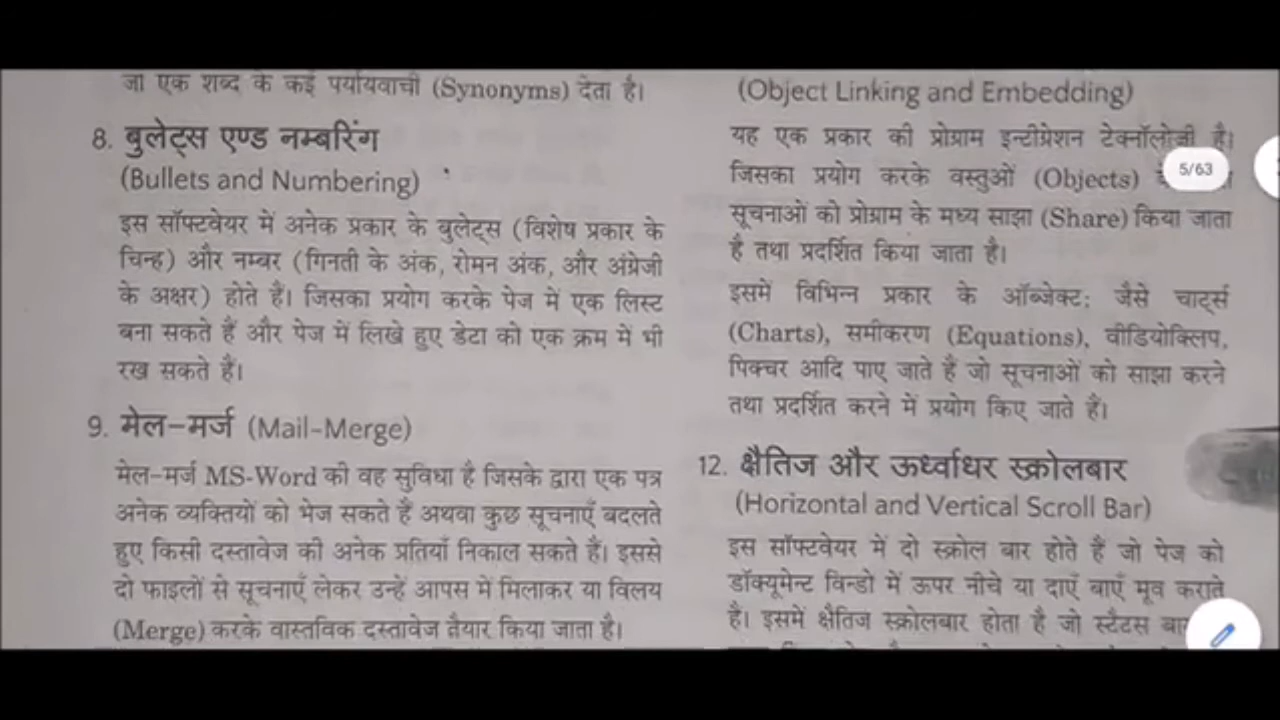 जो एक शब्द के कई पर्यायवाची (Synonyms) देता है।
8. बुलेट्स एण्ड नम्बरिंग
(Bullets and Numbering)
इस सॉफ्टवेयर में अनेक प्रकार के बुलेट्स (विशेष प्रकार के
चिन्ह) और नम्बर (गिनती के अंक, रोमन अंक, और अंग्रेजी
के अक्षर) होते हैं। जिसका प्रयोग करके पेज में एक लिस्ट
बना सकते हैं और पेज में लिखे हुए डेटा को एक क्रम में भी
रख सकते हैं।
9. मेल-मर्ज (Mail-Merge)
मेल-मर्ज MS-Word की वह सुविधा है जिसके द्वारा एक पत्र
अनेक व्यक्तियों को भेज सकते हैं अथवा कुछ सूचनाएँ बदलते
हुए किसी दस्तावेज की अनेक प्रतियाँ निकाल सकते हैं। इससे
दो फाइलों से सूचनाएँ लेकर उन्हें आपस में मिलाकर या विलय
(Merge) करके वास्तविक दस्तावेज तैयार किया जाता है।
(Object Linking and Embedding)
यह एक प्रकार की प्रोग्राम इन्टीग्रेशन टेक्नॉलोजी है।
जिसका प्रयोग करके वस्तुओं (Objects)
सूचनाओं को प्रोग्राम के मध्य साझा (Share) किया जाता
है तथा प्रदर्शित किया जाता है।
इसमें विभिन्न प्रकार के ऑब्जेक्ट; जैसे चार्ट्स
(Charts), समीकरण (Equations), वीडियोक्लिप,
पिक्चर आदि पाए जाते हैं जो सूचनाओं को साझा करने
तथा प्रदर्शित करने में प्रयोग किए जाते हैं।
12. क्षैतिज और ऊर्ध्वाधर स्क्रोलबार
(Horizontal and Vertical Scroll Bar)
इस सॉफ्टवेयर में दो स्क्रोल बार होते हैं जो पेज को
डॉक्यूमेन्ट विन्डो में ऊपर नीचे या दाएँ बाएँ मूव कराते
है। इसमें क्षैतिज स्क्रोलबार होता है जो स्टैटस
5/63